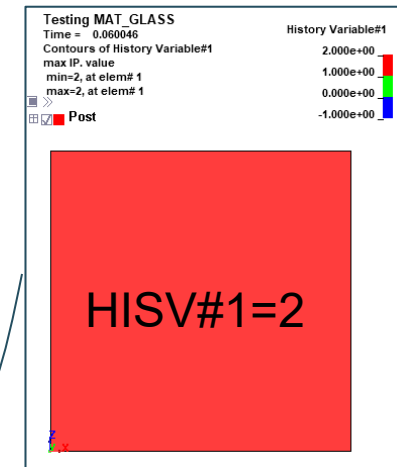 Testing MAT_GLASS
Time = 0.060046
Contours of History Variable#1
max IP. value
min=2, at elem# 1
max=2, at elem# 1
Post
History Variable#1
2.000e+00
1.000e+00
0.000e+00
-1.000e+00
HISV#1=2
Z
Y X